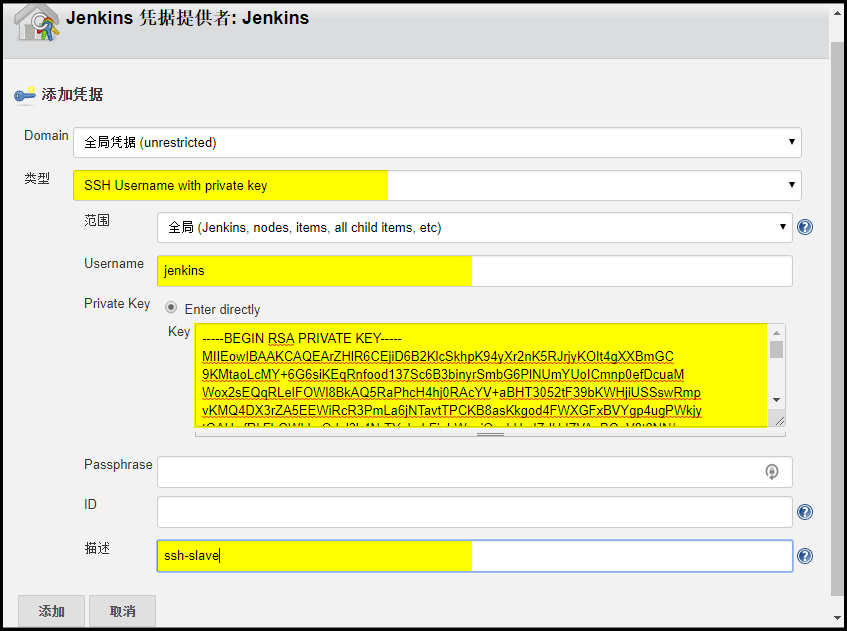 Jenkins 凭据提供者: Jenkins
添加凭据
Domain
全局凭据 (unrestricted)
类型
SSH Username with private key
范围
全局 (Jenkins, nodes, items, all child items, etc)
Username
jenkins
Private Key
Enter directly
Key
-----BEGIN RSA PRIVATE KEY-----
MIIEowIBAAKCAQEArZHIR6CEjiD6B2KlcSkhpK94yXr2nK5RJrjyKOlt4gXXBmGC
9KMtaoLcMY+6G6siKEqRnfood137Sc6B3binyrSmbG6PINUmYUoICmnp0efDcuaM
Wox2sEQqRLeIFOWI8BkAQ5RaPhcH4hj0RAcYV+aBHT3052tF39bKWHjiUSSswRmp
vKMQ4DX3rZA5EEWiRcR3PmLa6jNTavtTPCKB8asKkgod4FWXGFxBVYgp4ugPWkjy
Passphrase
ID
描述
ssh-slave
添加
取消